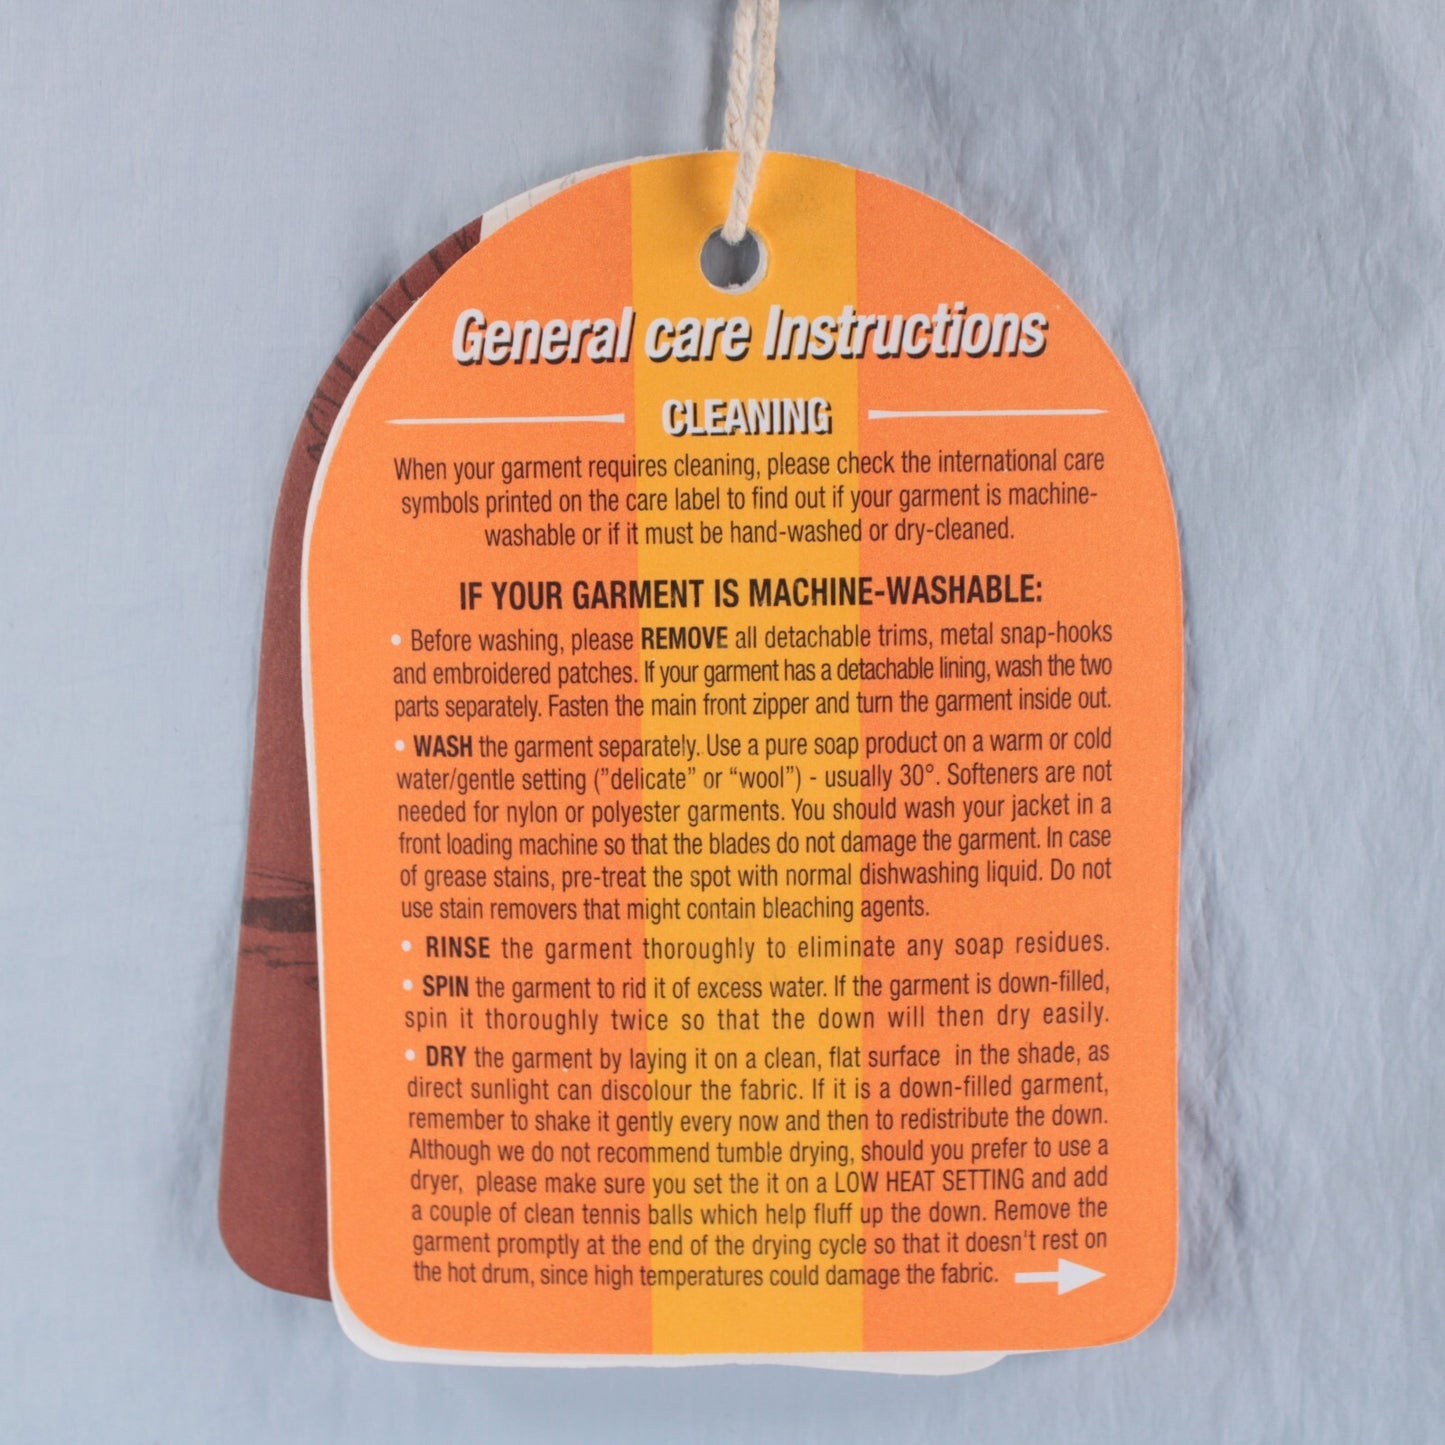 General care Instructions
CLEANING
When your garment requires cleaning, please check the international care
symbols printed on the care label to find out if your garment is machine-
washable or if it must be hand-washed or dry-cleaned.
IF YOUR GARMENT IS MACHINE-WASHABLE:
• Before washing, please REMOVE all detachable trims, metal snap-hooks
and embroidered patches. If your garment has a detachable lining, wash the two
parts separately. Fasten the main front zipper and turn the garment inside out.
• WASH the garment separately. Use a pure soap product on a warm or cold
water/gentle setting (”delicate” or “wool”) - usually 30°. Softeners are not
needed for nylon or polyester garments. You should wash your jacket in a
front loading machine so that the blades do not damage the garment. In case
of grease stains, pre-treat the spot with normal dishwashing liquid. Do not
use stain removers that might contain bleaching agents.
• RINSE the garment thoroughly to eliminate any soap residues.
• SPIN the garment to rid it of excess water. If the garment is down-filled,
spin it thoroughly twice so that the down will then dry easily.
• DRY the garment by laying it on a clean, flat surface in the shade, as
direct sunlight can discolour the fabric. If it is a down-filled garment,
remember to shake it gently every now and then to redistribute the down.
Although we do not recommend tumble drying, should you prefer to use a
dryer, please make sure you set the it on a LOW HEAT SETTING and add
a couple of clean tennis balls which help fluff up the down. Remove the
garment promptly at the end of the drying cycle so that it doesn't rest on
the hot drum, since high temperatures could damage the fabric.